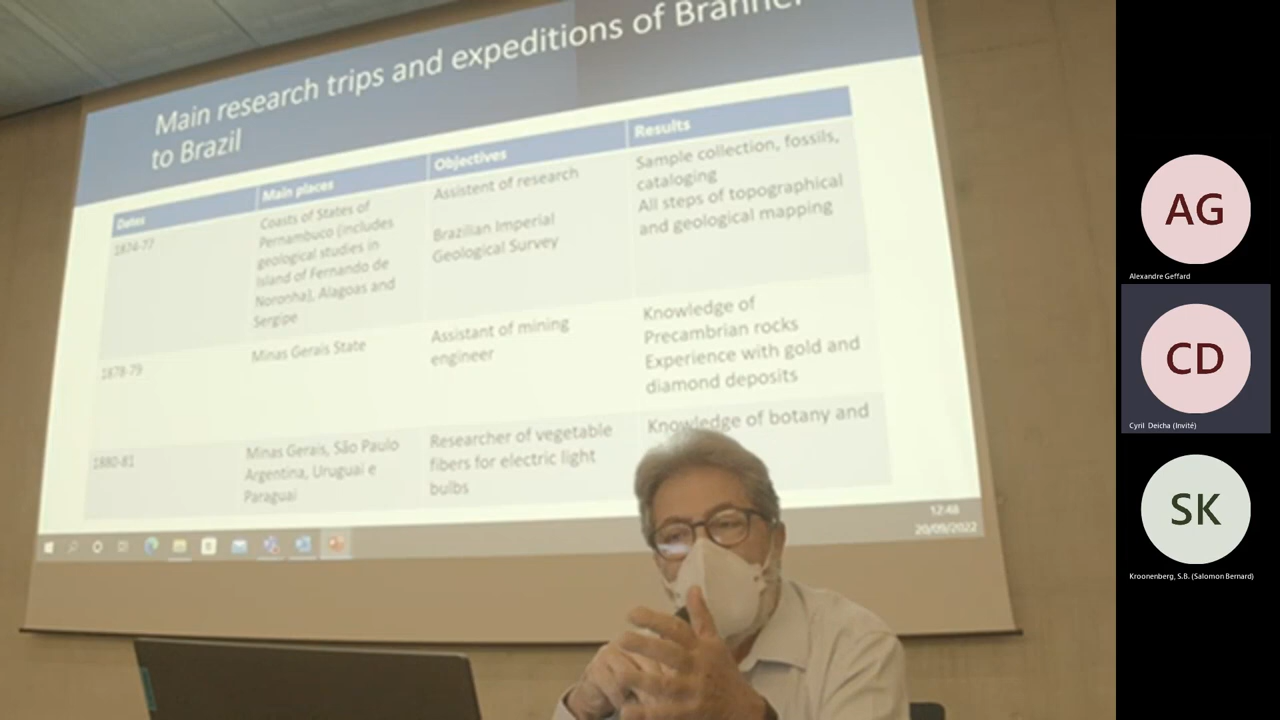 Main research trips and expeditions of Branner
to Brazil
Dates
Main places
Objectives
Results
1874-77
Coasts of States of
Pernambuco (includes
geological studies in
Island of Fernando de
Noronha), Alagoas and
Sergipe
Assistent of research
Brazilian Imperial
Geological Survey
Sample collection, fossils,
cataloging
All steps of topographical
and geological mapping
1878-79
Minas Gerais State
Assistant of mining
engineer
Knowledge of
Precambrian rocks
Experience with gold and
diamond deposits
1880-81
Minas Gerais, São Paulo
Argentina, Uruguai e
Paraguai
Researcher of vegetable
fibers for electric light
bulbs
Knowledge of botany and
12:48
20/09/2022
AG
Alexandre Geffard
CD
Cyril Deicha (Invité)
SK
Kroonenberg, S.B. (Salomon Bernard)